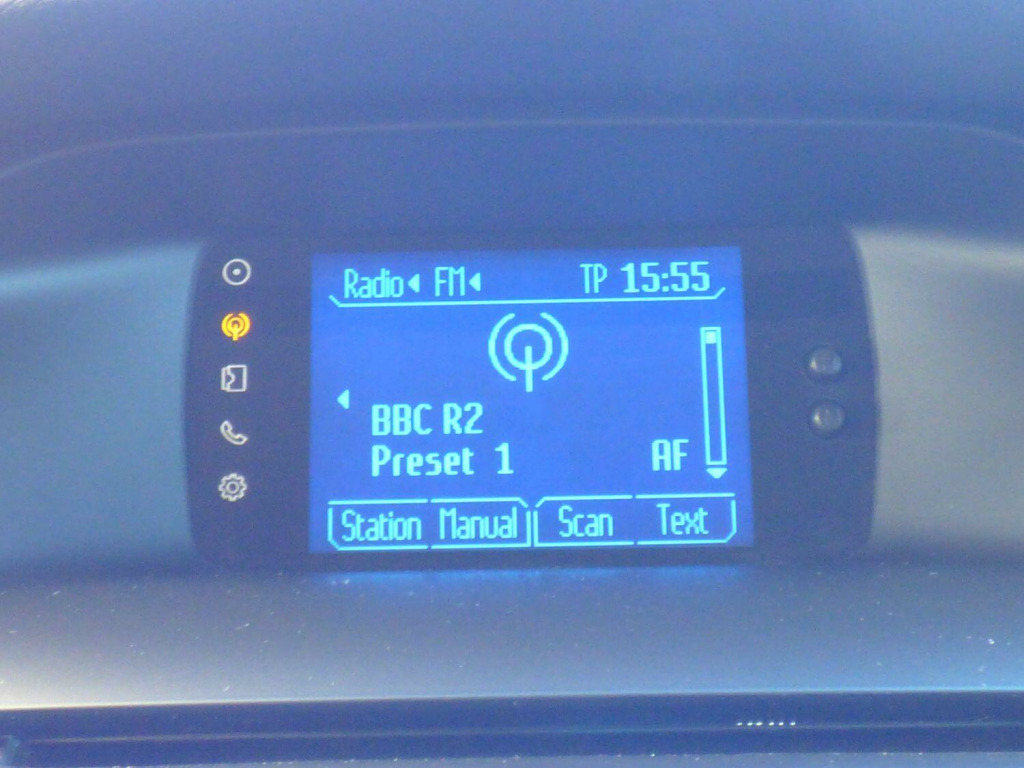 Radio FM TP 15:55
BBC R2
Preset 1 AF
Station Manual Scan Text